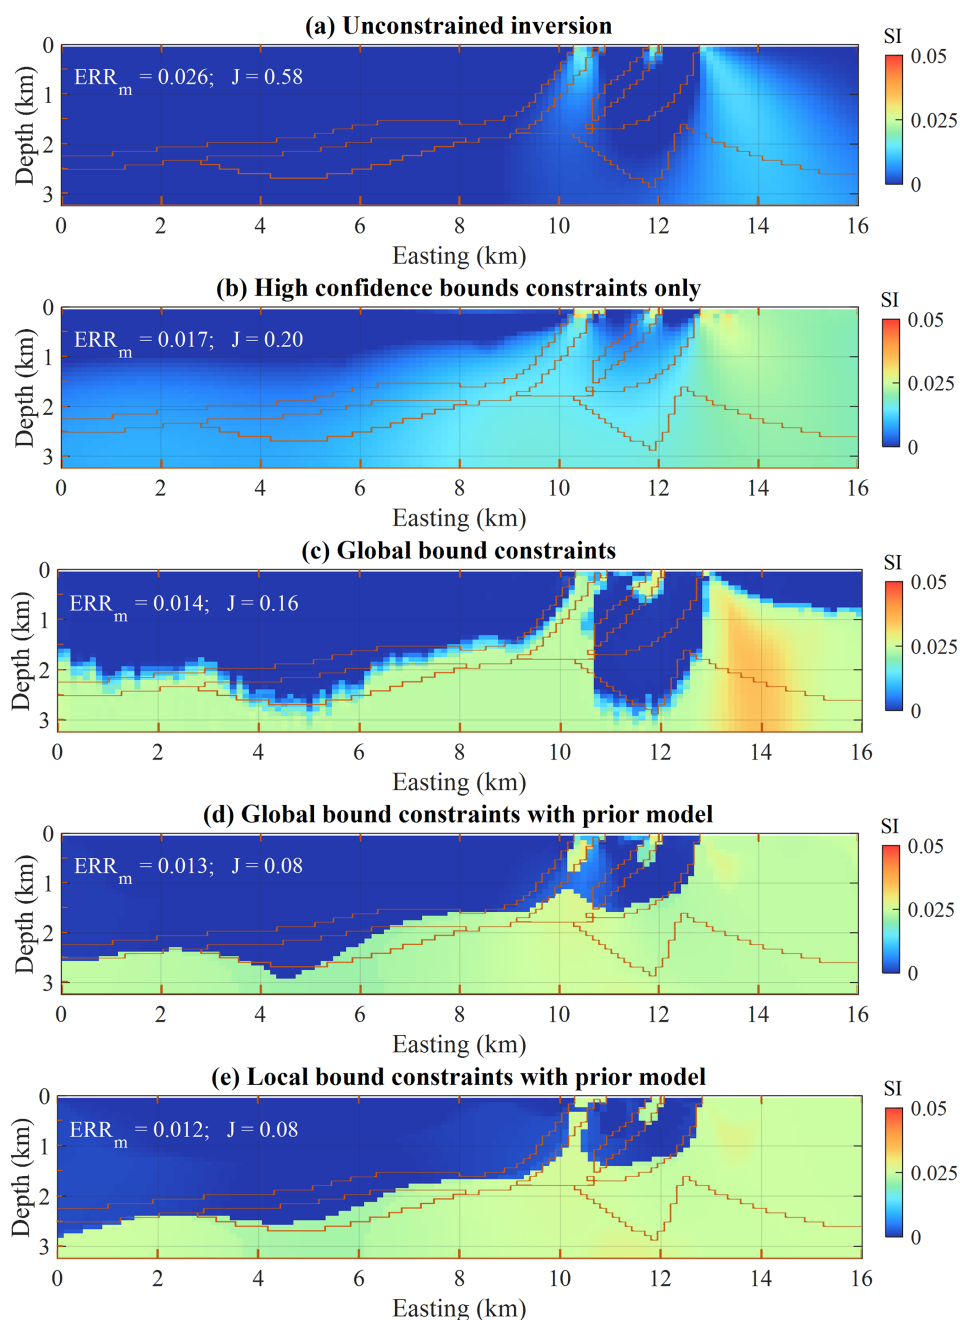 (a) Unconstrained inversion
SI
ERRm = 0.026; J = 0.58
Depth (km)
0
1
2
3
0 2 4 6 8 10 12 14 16
Easting (km)
0.05
0.025
0
(b) High confidence bounds constraints only
SI
ERRm = 0.017; J = 0.20
Depth (km)
0
1
2
3
0 2 4 6 8 10 12 14 16
Easting (km)
0.05
0.025
0
(c) Global bound constraints
SI
ERRm = 0.014; J = 0.16
Depth (km)
0
1
2
3
0 2 4 6 8 10 12 14 16
Easting (km)
0.05
0.025
0
(d) Global bound constraints with prior model
SI
ERRm = 0.013; J = 0.08
Depth (km)
0
1
2
3
0 2 4 6 8 10 12 14 16
Easting (km)
0.05
0.025
0
(e) Local bound constraints with prior model
SI
ERRm = 0.012; J = 0.08
Depth (km)
0
1
2
3
0 2 4 6 8 10 12 14 16
Easting (km)
0.05
0.025
0